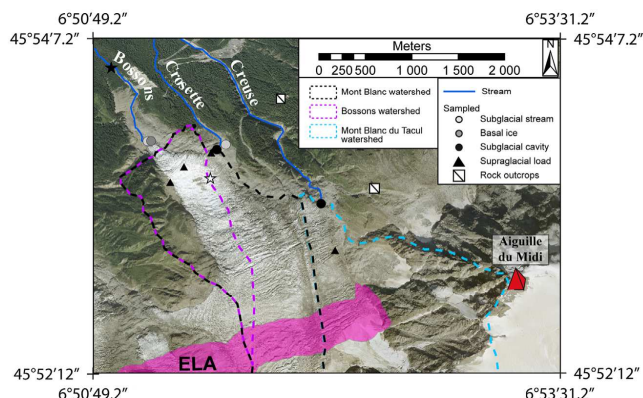 6°50'49.2" 6°53'31.2"
45°54'7.2" 45°54'7.2"
Meters
0 250 500 1 000 1 500 2 000
N
Mont Blanc watershed
Bossons watershed
Mont Blanc du Tacul
watershed
Stream
Sampled
Subglacial stream
Basal ice
Subglacial cavity
Supraglacial load
Rock outcrops
Bossons
Crosette
Creuse
Aiguille
du Midi
ELA
45°52'12" 45°52'12"
6°50'49.2" 6°53'31.2"